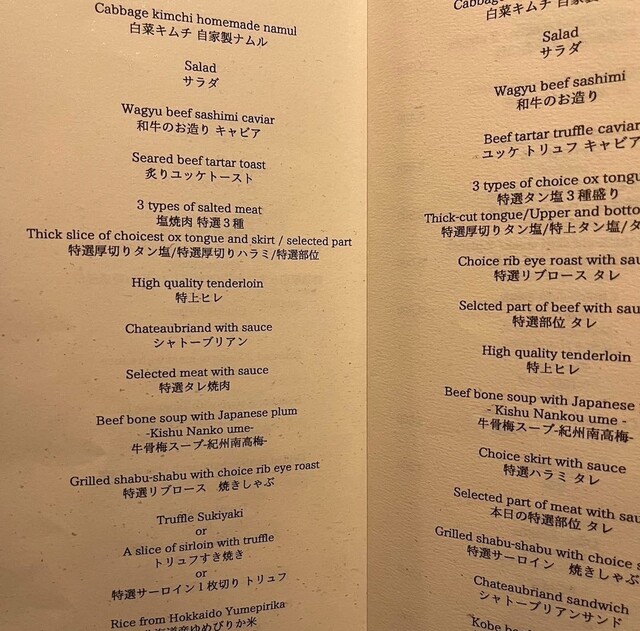 Cabbage kimchi homemade namul
白菜キムチ 自家製ナムル
Salad
サラダ
Wagyu beef sashimi caviar
和牛のお造り キャビア
Seared beef tartar toast
炙りユッケトースト
3 types of salted meat
塩焼肉 特選3種
Thick slice of choicest ox tongue and skirt / selected part
特選厚切りタン塩/特選厚切りハラミ/特選部位
High quality tenderloin
特上ヒレ
Chateaubriand with sauce
シャトーブリアン
Selected meat with sauce
特選タレ焼肉
Beef bone soup with Japanese plum
-Kishu Nanko ume-
牛骨梅スープ-紀州南高梅-
Grilled shabu-shabu with choice rib eye roast
特選リブロース 焼きしゃぶ
Truffle Sukiyaki
or
A slice of sirloin with truffle
トリュフすき焼き
or
特選サーロイン1枚切り トリュフ
Rice from Hokkaido Yumepirika
北海道産ゆめぴりか米
Cabbage
白菜キムチ 自家製ナムル
Salad
サラダ
Wagyu beef sashimi
和牛のお造り
Beef tartar truffle caviar
ユッケ トリュフ キャビア
3 types of choice ox tongu
特選タン塩3種盛り
Thick-cut tongue/Upper and botto
特選厚切りタン塩/特上タン塩/タ
Choice rib eye roast with sau
特選リブロース タレ
Selcted part of beef with sau
特選部位 タレ
High quality tenderloin
特上ヒレ
Beef bone soup with Japanese
- Kishu Nankou ume -
牛骨梅スープ-紀州南高梅-
Choice skirt with sauce
特選ハラミ タレ
Selected part of meat with sau
本日の特選部位 タレ
Grilled shabu-shabu with choice s
特選サーロイン 焼きしゃぶ
Chateaubriand sandwich
シャトーブリアンサンド
Kobe be